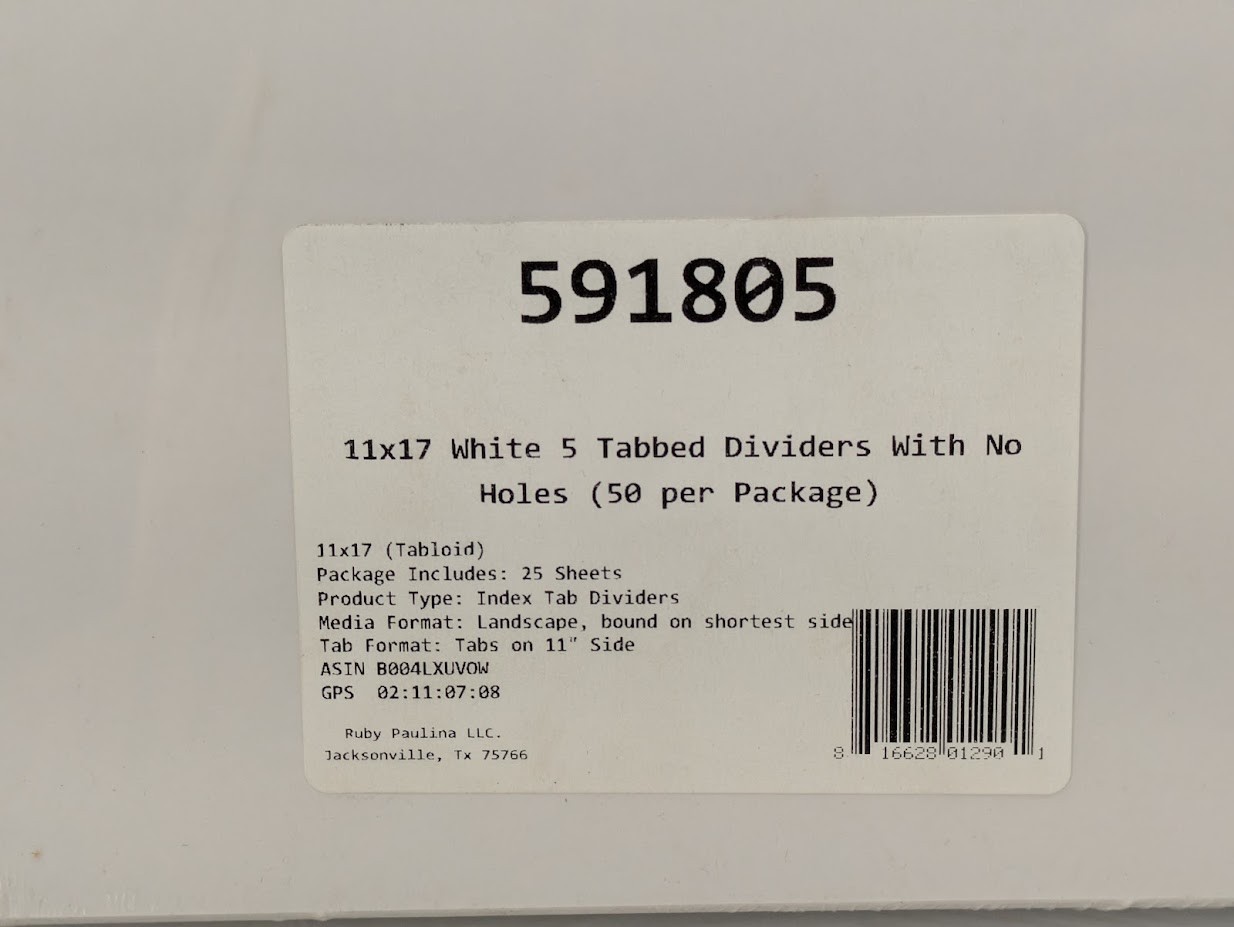 591805
11x17 White 5 Tabbed Dividers With No
Holes (50 per Package)
11x17 (Tabloid)
Package Includes: 25 Sheets
Product Type: Index Tab Dividers
Media Format: Landscape, bound on shortest side
Tab Format: Tabs on 11" Side
ASIN B004LXUVOW
GPS  02:11:07:08
Ruby Paulina LLC.
Jacksonville, Tx 75766
8 16628 01290 1